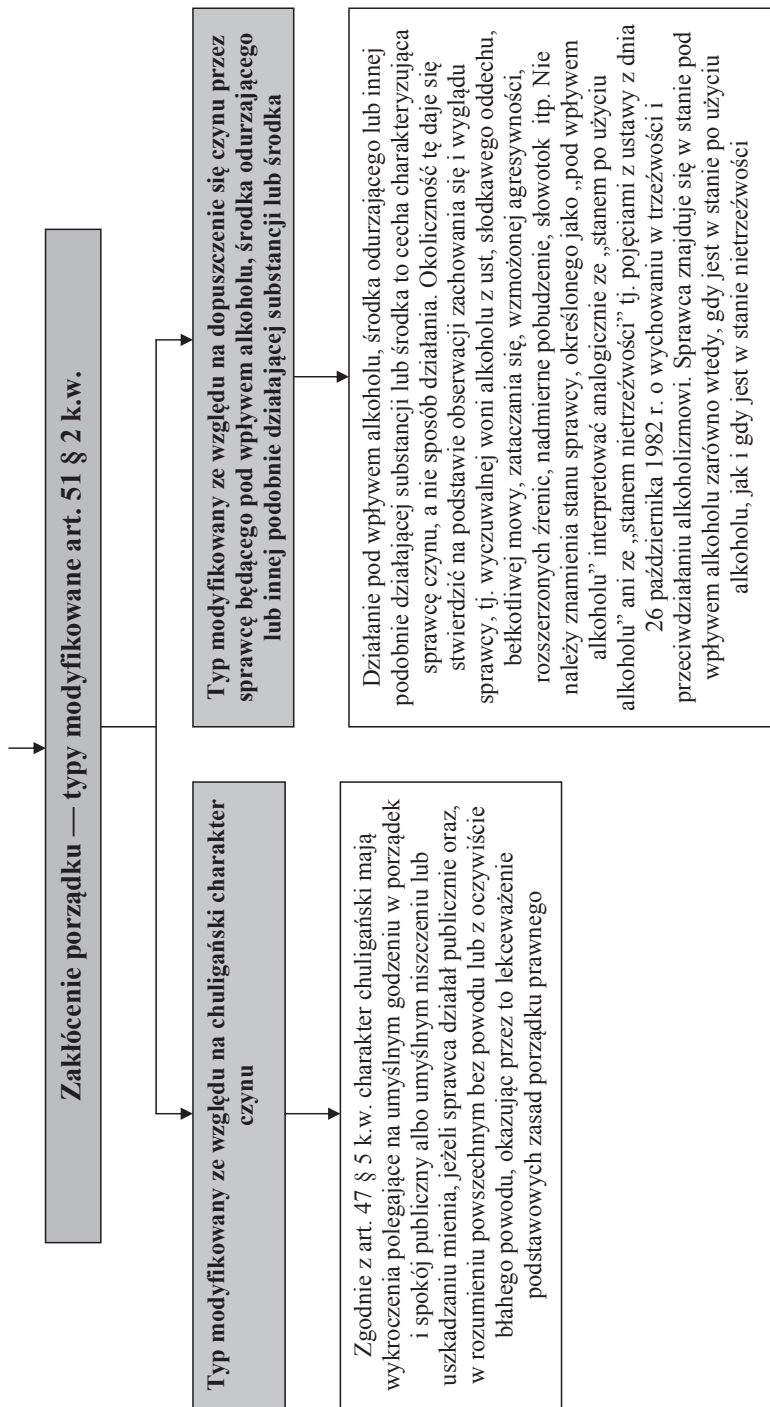 Zakłócenie porządku — typy modyfikowane art. 51 § 2 k.w.
Typ modyfikowany ze względu na chuligański charakter
czynu
Zgodnie z art. 47 § 5 k.w. charakter chuligański mają
wykroczenia polegające na umyślnym godzeniu w porządek
i spokój publiczny albo umyślnym niszczeniu lub
uszkadzaniu mienia, jeżeli sprawca działał publicznie oraz,
w rozumieniu powszechnym bez powodu lub z oczywiście
błahego powodu, okazując przez to lekceważenie
podstawowych zasad porządku prawnego
Typ modyfikowany ze względu na dopuszczenie się czynu przez
sprawcę będącego pod wpływem alkoholu, środka odurzającego
lub innej podobnie działającej substancji lub środka
Działanie pod wpływem alkoholu, środka odurzającego lub innej
podobnie działającej substancji lub środka to cecha charakteryzująca
sprawcę czynu, a nie sposób działania. Okoliczność tę daje się
stwierdzić na podstawie obserwacji zachowania się i wyglądu
sprawcy, tj. wyczuwalnej woni alkoholu z ust, słodkawego oddechu,
bełkotliwej mowy, zataczania się, wzmożonej agresywności,
rozszerzonych źrenic, nadmierne pobudzenie, słowotok itp. Nie
należy znamienia stanu sprawcy, określonego jako „pod wpływem
alkoholu” interpretować analogicznie ze „stanem po użyciu
alkoholu” ani ze „stanem nietrzeźwości” tj. pojęciami z ustawy z dnia
26 października 1982 r. o wychowaniu w trzeźwości i
przeciwdziałaniu alkoholizmowi. Sprawca znajduje się w stanie pod
wpływem alkoholu zarówno wtedy, gdy jest w stanie po użyciu
alkoholu, jak i gdy jest w stanie nietrzeźwości